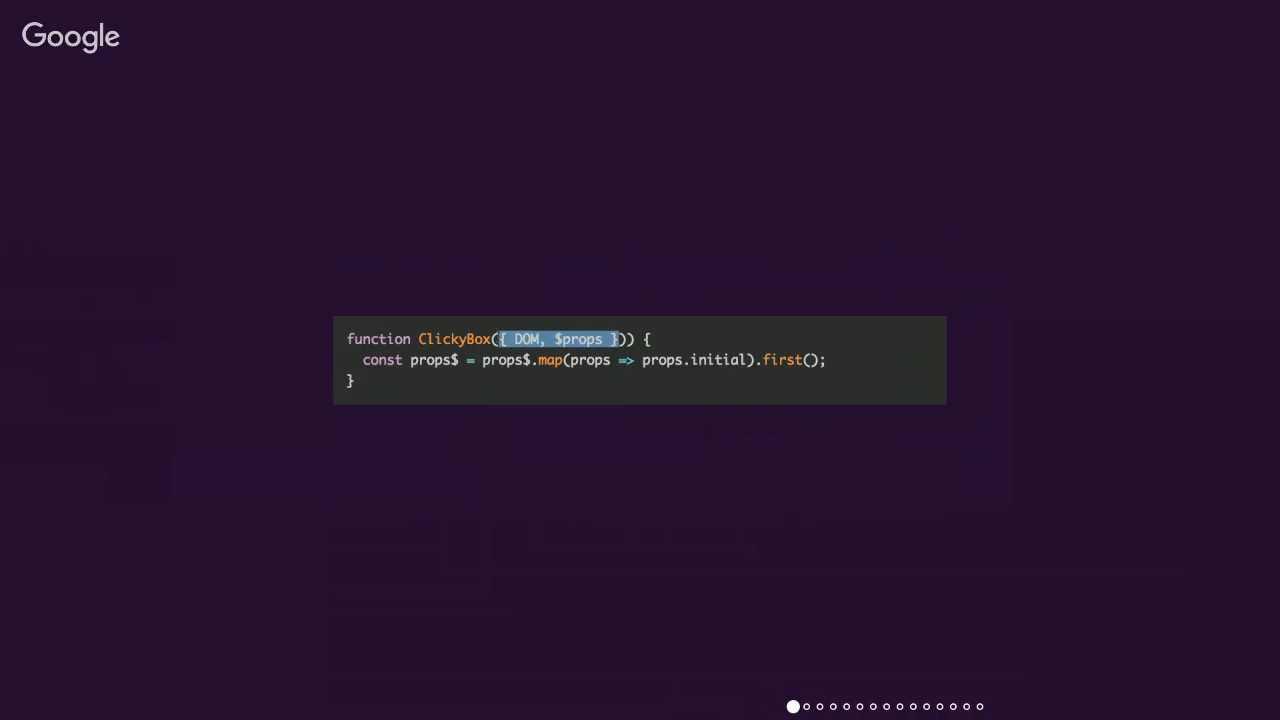 Google
function ClickyBox({ DOM, $props })) {
const props$ = props$.map(props => props.initial).first();
}